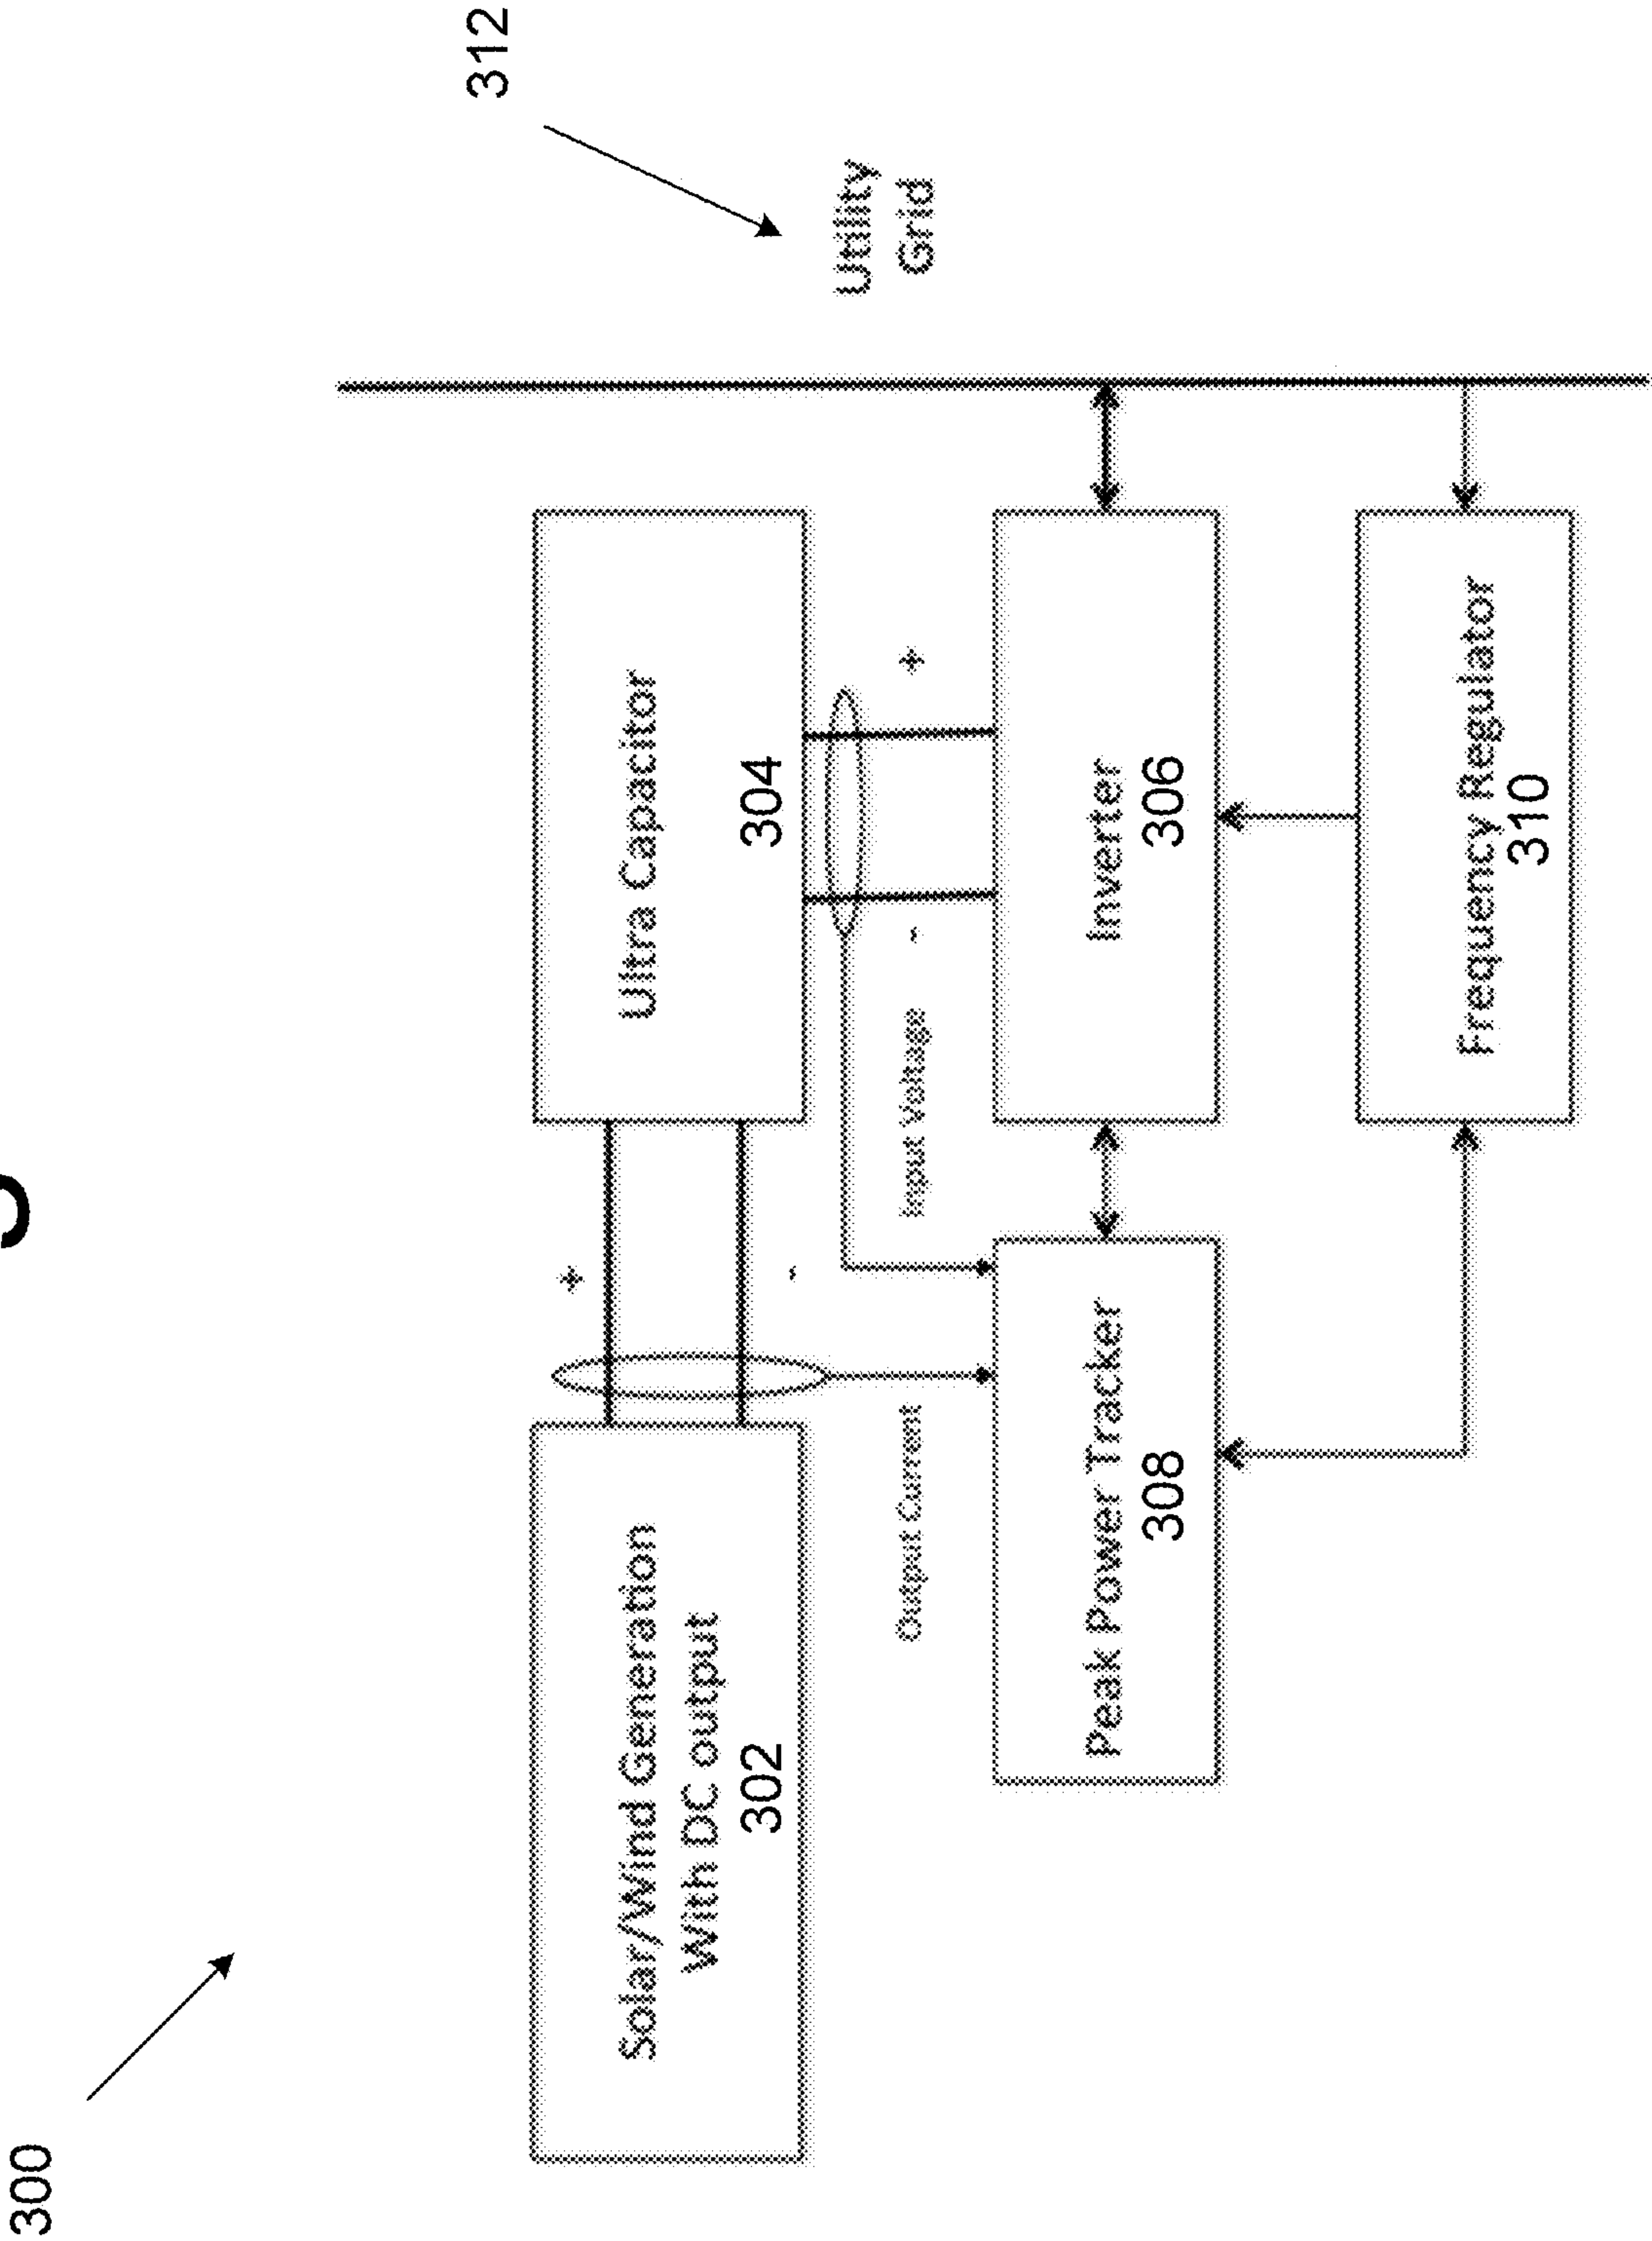 300
312
Solar/Wind Generation
With DC output
302
+
-
Ultra Capacitor
304
Utility
Grid
Output Current
Input Voltage
-
+
Peak Power Tracker
308
Inverter
306
Frequency Regulator
310